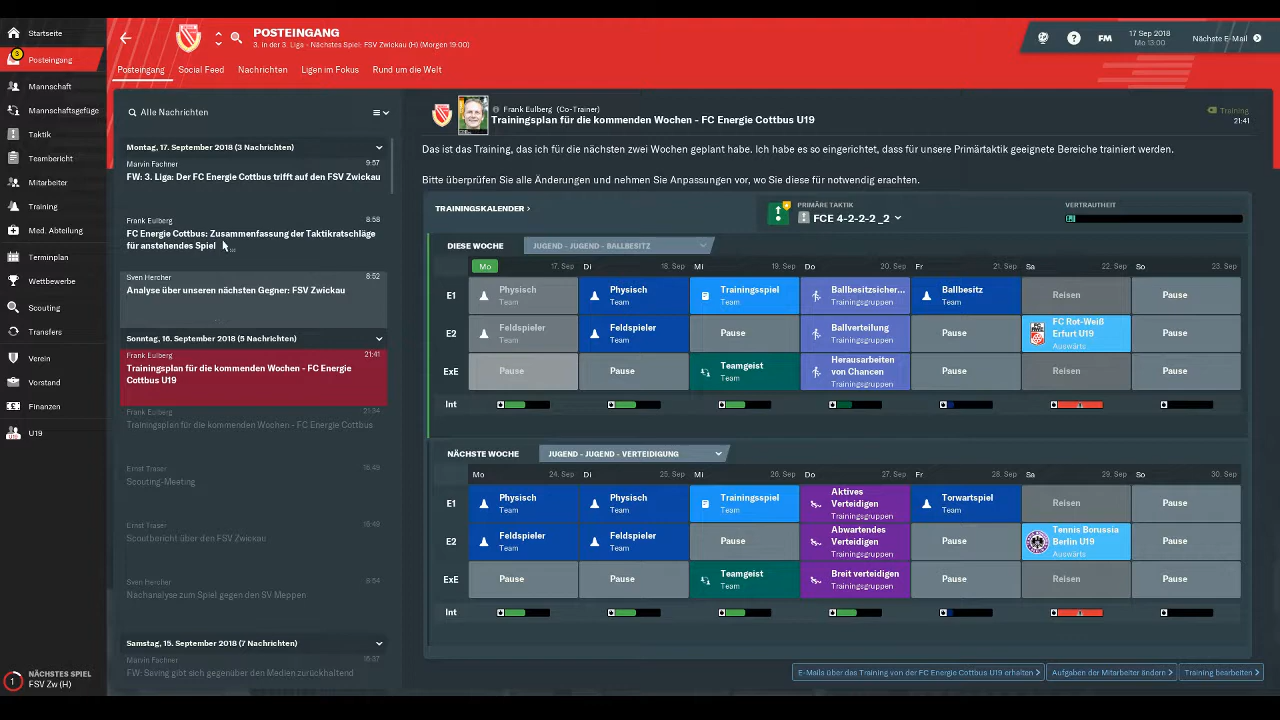 Startseite
3
Posteingang
Mannschaft
Mannschaftsgefüge
Taktik
Teambericht
Mitarbeiter
Training
Med. Abteilung
Terminplan
Wettbewerbe
Scouting
Transfers
Verein
Vorstand
Finanzen
U19
U19
1
NÄCHSTES SPIEL
FSV Zw (H)
POSTEINGANG
3. in der 3. Liga - Nächstes Spiel: FSV Zwickau (H) (Morgen 19:00)
FM
17 Sep 2018
Mo 13:00
NÄCHSTE E-MAIL
Posteingang
Social Feed
Nachrichten
Ligen im Fokus
Rund um die Welt
Alle Nachrichten
Montag, 17. September 2018 (3 Nachrichten)
Marvin Fachner 9:57
FW: 3. Liga: Der FC Energie Cottbus trifft auf den FSV Zwickau
Frank Eulberg 8:58
FC Energie Cottbus: Zusammenfassung der Taktikratschläge
für anstehendes Spiel
Sven Hercher 8:52
Analyse über unseren nächsten Gegner: FSV Zwickau
Sonntag, 16. September 2018 (5 Nachrichten)
Frank Eulberg 21:41
Trainingsplan für die kommenden Wochen - FC Energie
Cottbus U19
Frank Eulberg 21:34
Trainingsplan für die kommenden Wochen - FC Energie Cottbus
Scouting-Meeting
Scoutbericht über den FSV Zwickau
Sven Hercher 8:54
Nachanalyse zum Spiel gegen den SV Meppen
Samstag, 15. September 2018 (7 Nachrichten)
Marvin Fachner
FW: Saving gibt sich gegenüber den Medien zurückhaltend
Frank Eulberg (Co-Trainer)
Trainingsplan für die kommenden Wochen - FC Energie Cottbus U19
Training
21:41
Das ist das Training, das ich für die nächsten zwei Wochen geplant habe. Ich habe es so eingerichtet, dass für unsere Primärtaktik geeignete Bereiche trainiert werden.
Bitte überprüfen Sie alle Änderungen und nehmen Sie Anpassungen vor, wo Sie diese für notwendig erachten.
TRAININGSKALENDER
PRIMÄRE TAKTIK
FCE 4-2-2-2 _2
VERTRAUTHEIT
DIESE WOCHE
JUGEND - JUGEND - BALLBESITZ
Mo 17. Sep Di 18. Sep Mi 19. Sep Do 20. Sep Fr 21. Sep Sa 22. Sep So 23. Sep
E1
Physisch
Team
Physisch
Team
Trainingsspiel
Team
Ballbesitzsicher...
Trainingsgruppen
Ballbesitz
Team
Reisen
Pause
E2
Feldspieler
Team
Feldspieler
Team
Pause
Ballverteilung
Trainingsgruppen
Pause
FC Rot-Weiß
Erfurt U19
Auswärts
Pause
ExE
Pause
Pause
Teamgeist
Team
Herausarbeiten
von Chancen
Trainingsgruppen
Pause
Reisen
Pause
Int
NÄCHSTE WOCHE
JUGEND - JUGEND - VERTEIDIGUNG
Mo 24. Sep Di 25. Sep Mi 26. Sep Do 27. Sep Fr 28. Sep Sa 29. Sep So 30. Sep
E1
Physisch
Team
Physisch
Team
Trainingsspiel
Team
Aktives
Verteidigen
Trainingsgruppen
Torwartspiel
Team
Reisen
Pause
E2
Feldspieler
Team
Feldspieler
Team
Pause
Abwartendes
Verteidigen
Trainingsgruppen
Pause
Tennis Borussia
Berlin U19
Auswärts
Pause
ExE
Pause
Pause
Teamgeist
Team
Breit verteidigen
Trainingsgruppen
Pause
Reisen
Pause
Int
E-Mails über das Training von der FC Energie Cottbus U19 erhalten
Aufgaben der Mitarbeiter ändern
Training bearbeiten